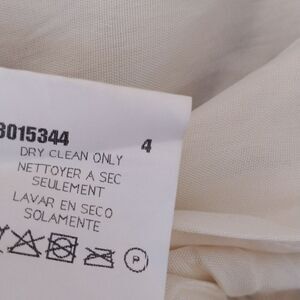 3015344 4
DRY CLEAN ONLY
NETTOYER A SEC
SEULEMENT
LAVAR EN SECO
SOLAMENTE
P